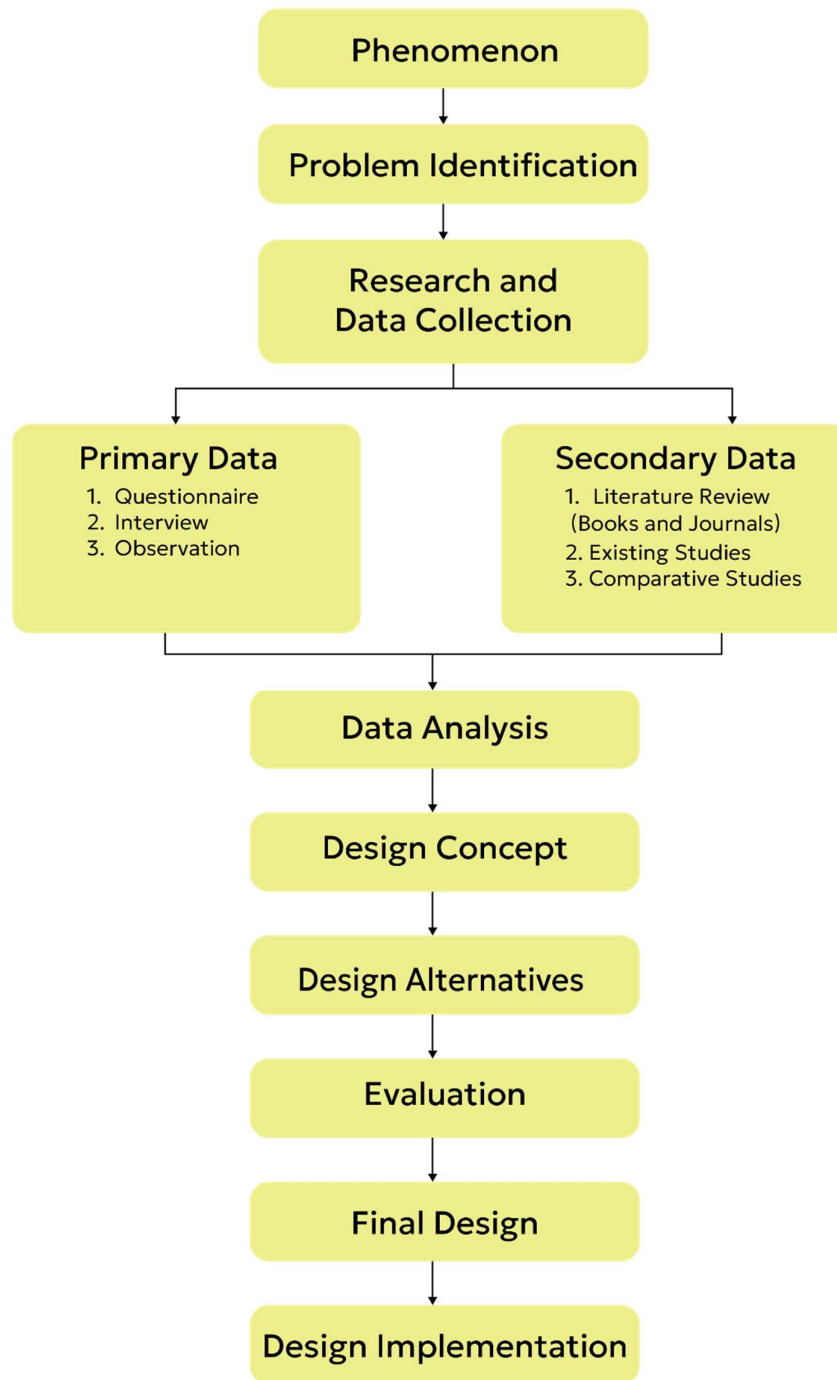 Phenomenon
Problem Identification
Research and
Data Collection
Primary Data
1. Questionnaire
2. Interview
3. Observation
Secondary Data
1. Literature Review
(Books and Journals)
2. Existing Studies
3. Comparative Studies
Data Analysis
Design Concept
Design Alternatives
Evaluation
Final Design
Design Implementation